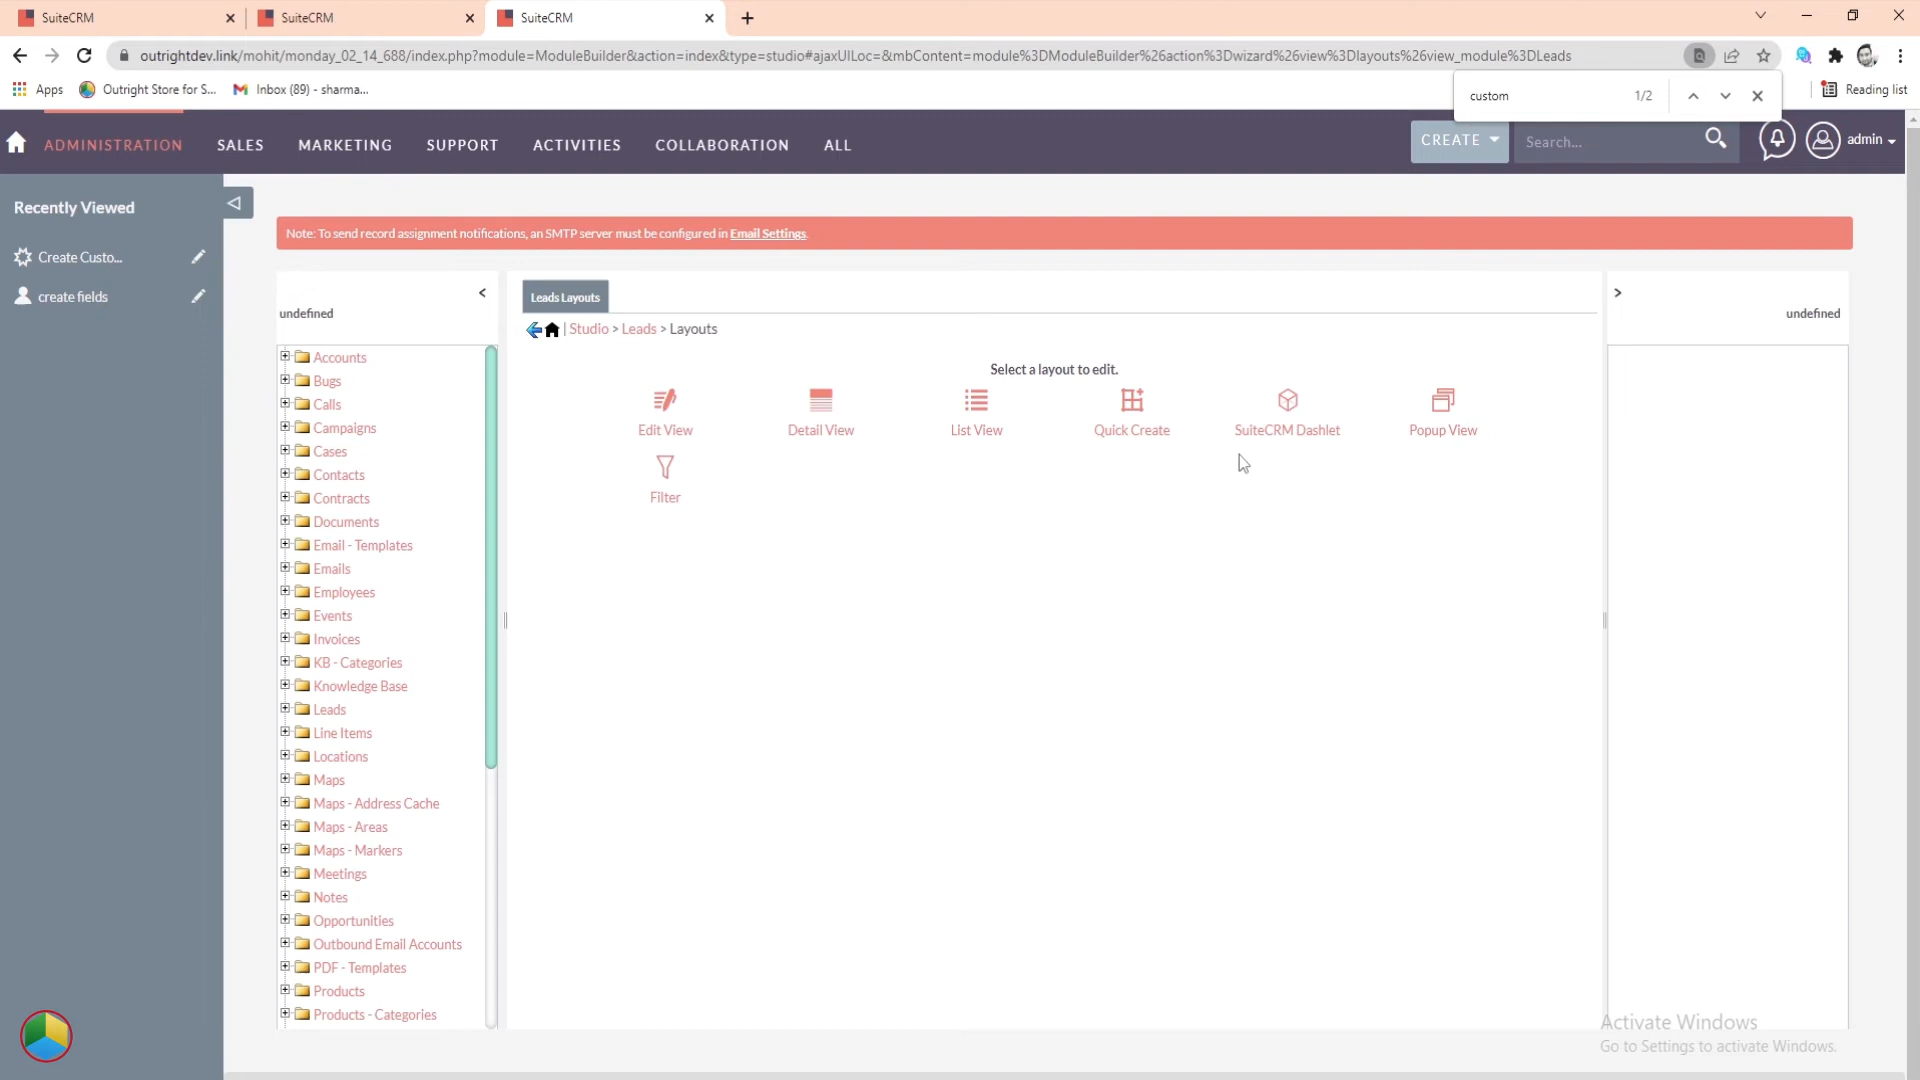 SuiteCRM
SuiteCRM
SuiteCRM
outrightdev.link/mohit/monday_02_14_688/index.php?module=ModuleBuilder&action=index&type=studio#ajaxUILoc=&mbContent=module%3DModuleBuilder%26action%3Dwizard%26view%3Dlayouts%26view_module%3DLeads
Apps
Outright Store for S...
Inbox (89) - sharma...
custom
1/2
Reading list
ADMINISTRATION
SALES
MARKETING
SUPPORT
ACTIVITIES
COLLABORATION
ALL
CREATE
Search...
admin
Recently Viewed
Create Custo...
create fields
Note: To send record assignment notifications, an SMTP server must be configured in Email Settings.
<
undefined
Accounts
Bugs
Calls
Campaigns
Cases
Contacts
Contracts
Documents
Email - Templates
Emails
Employees
Events
Invoices
KB - Categories
Knowledge Base
Leads
Line Items
Locations
Maps
Maps - Address Cache
Maps - Areas
Maps - Markers
Meetings
Notes
Opportunities
Outbound Email Accounts
PDF - Templates
Products
Products - Categories
Leads Layouts
| Studio > Leads > Layouts
Select a layout to edit.
Edit View
Detail View
List View
Quick Create
SuiteCRM Dashlet
Popup View
Filter
>
undefined
Activate Windows
Go to Settings to activate Windows.